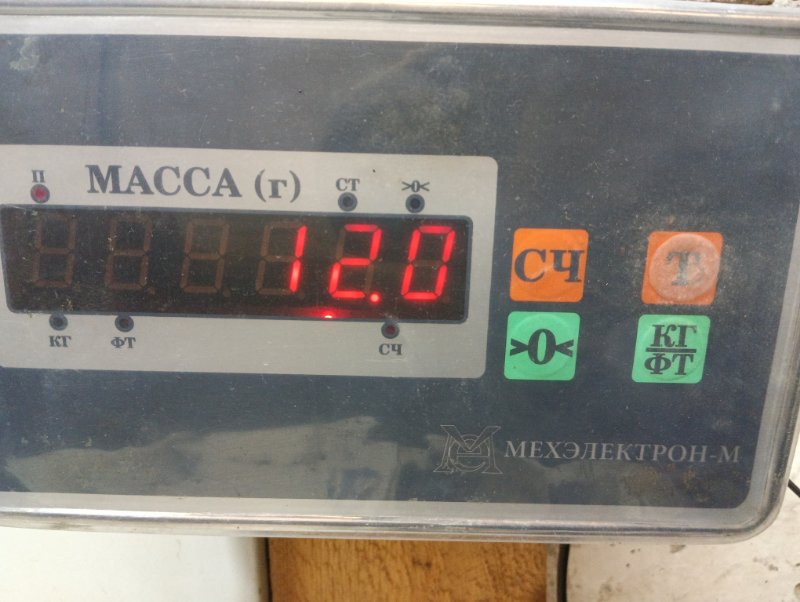 П
МАССА (г)
СТ
>0<
12.0
КГ
ФТ
СЧ
СЧ
Т
>0<
КГ
ФТ
МЕХЭЛЕКТРОН-М